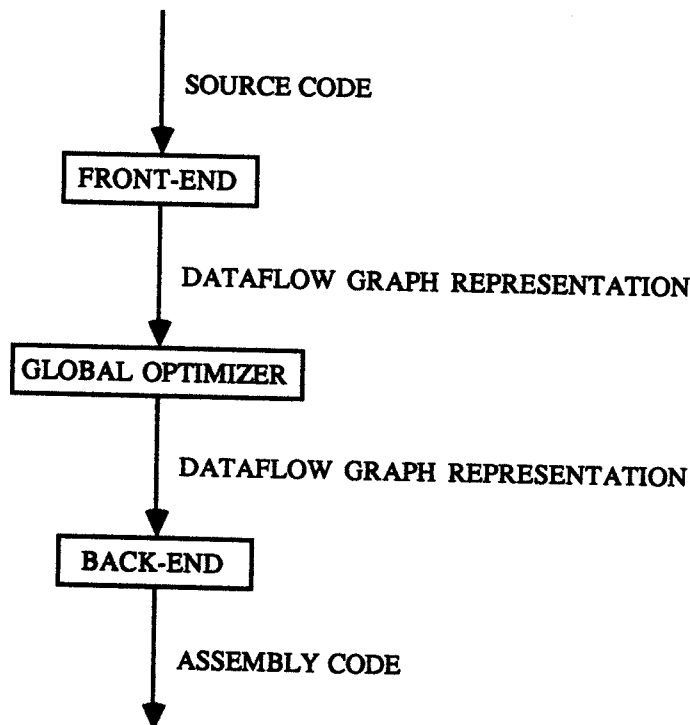 SOURCE CODE
FRONT-END
DATAFLOW GRAPH REPRESENTATION
GLOBAL OPTIMIZER
DATAFLOW GRAPH REPRESENTATION
BACK-END
ASSEMBLY CODE